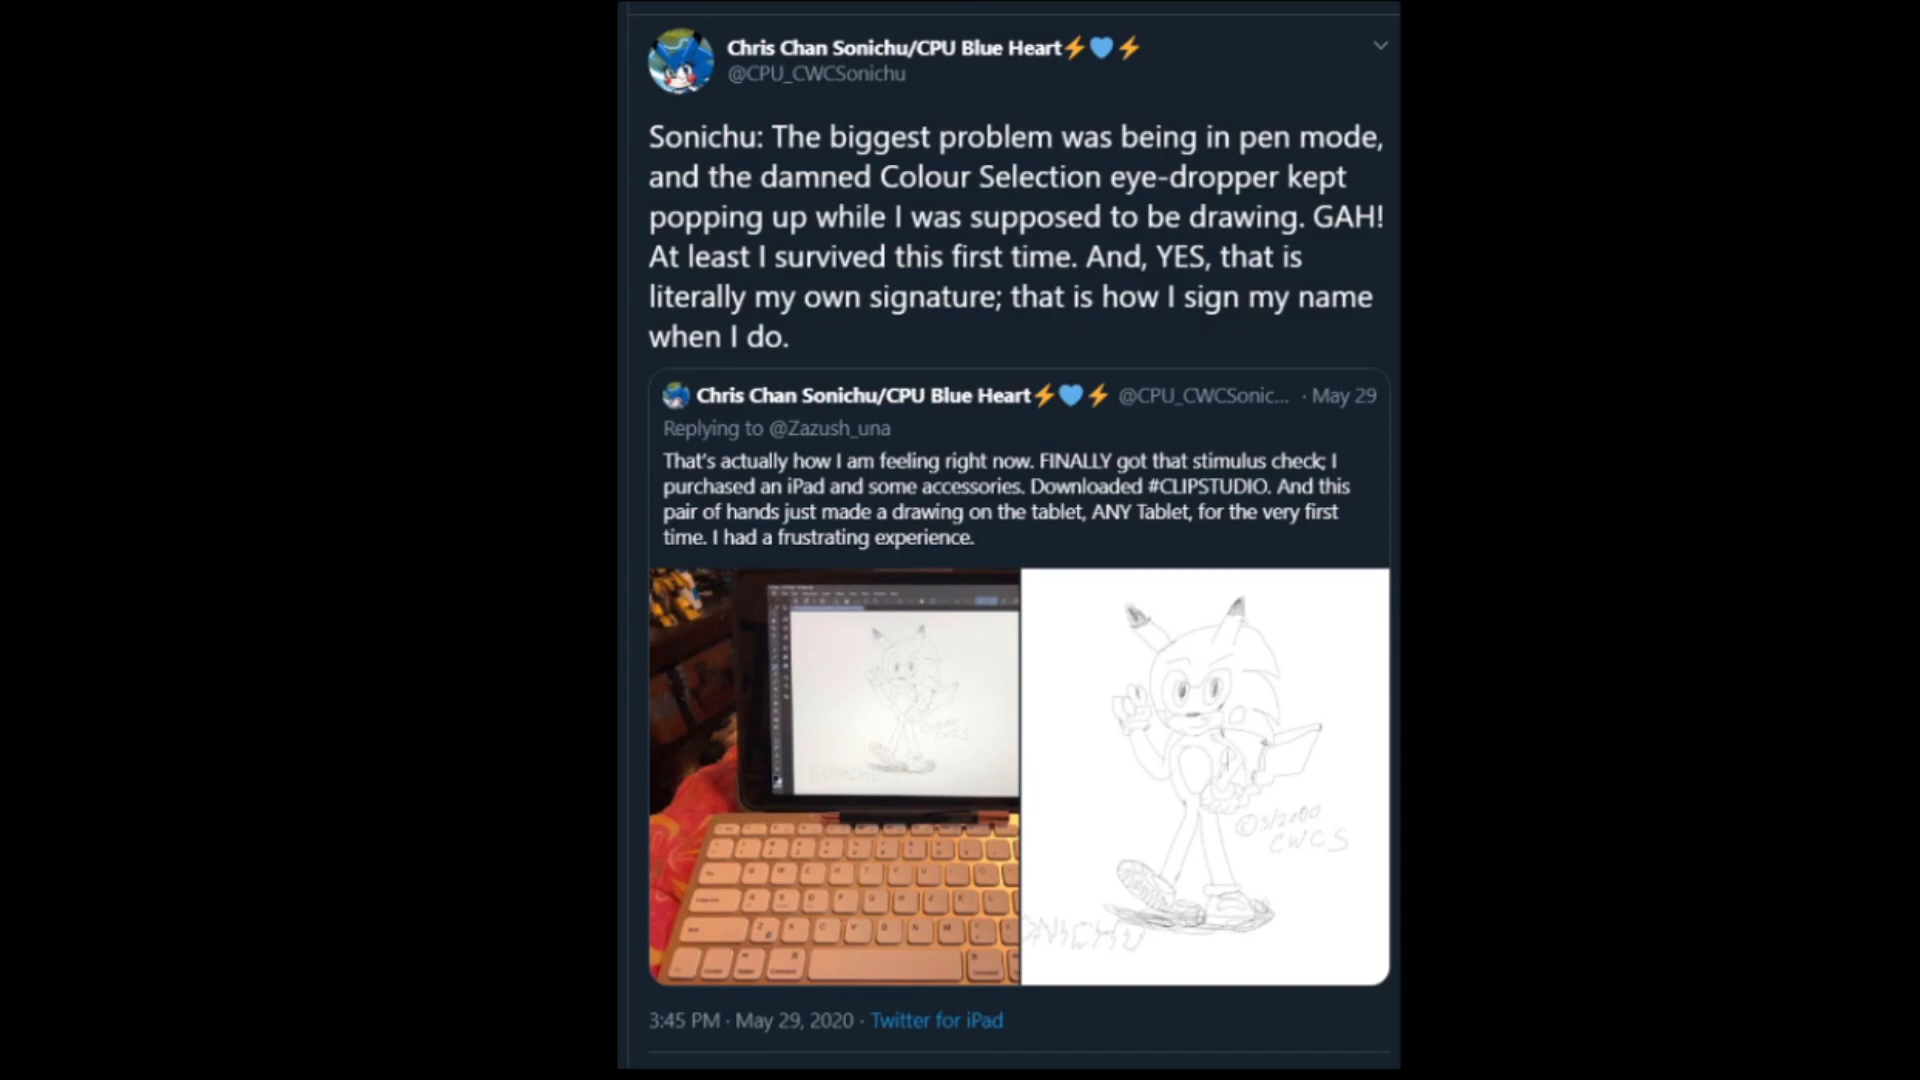 Chris Chan Sonichu/CPU Blue Heart⚡💙⚡
@CPU_CWCSonichu
Sonichu: The biggest problem was being in pen mode,
and the damned Colour Selection eye-dropper kept
popping up while I was supposed to be drawing. GAH!
At least I survived this first time. And, YES, that is
literally my own signature; that is how I sign my name
when I do.
Chris Chan Sonichu/CPU Blue Heart⚡💙⚡ @CPU_CWCSonic... · May 29
Replying to @Zazush_una
That's actually how I am feeling right now. FINALLY got that stimulus check; I
purchased an iPad and some accessories. Downloaded #CLIPSTUDIO. And this
pair of hands just made a drawing on the tablet, ANY Tablet, for the very first
time. I had a frustrating experience.
©3/2000
CWCS
ONICHU
3:45 PM · May 29, 2020 · Twitter for iPad